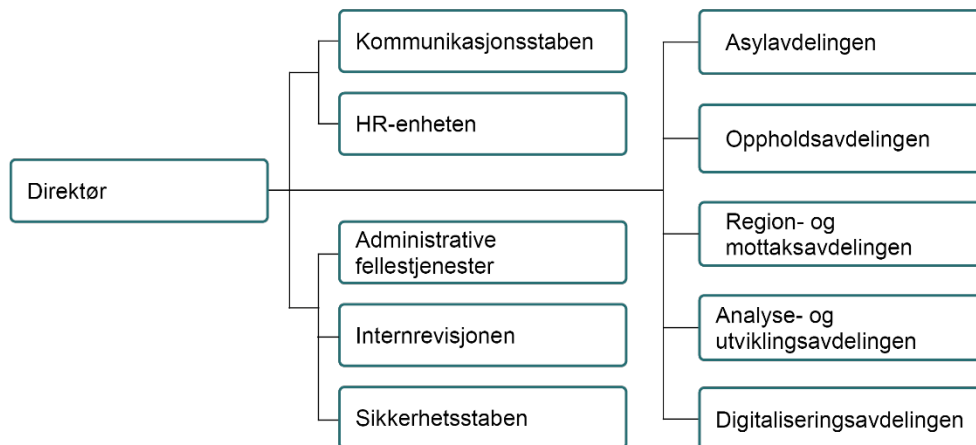 Direktør
Kommunikasjonsstaben
HR-enheten
Administrative
fellestjenester
Internrevisjonen
Sikkerhetsstaben
Asylavdelingen
Oppholdsavdelingen
Region- og
mottaksavdelingen
Analyse- og
utviklingsavdelingen
Digitaliseringsavdelingen